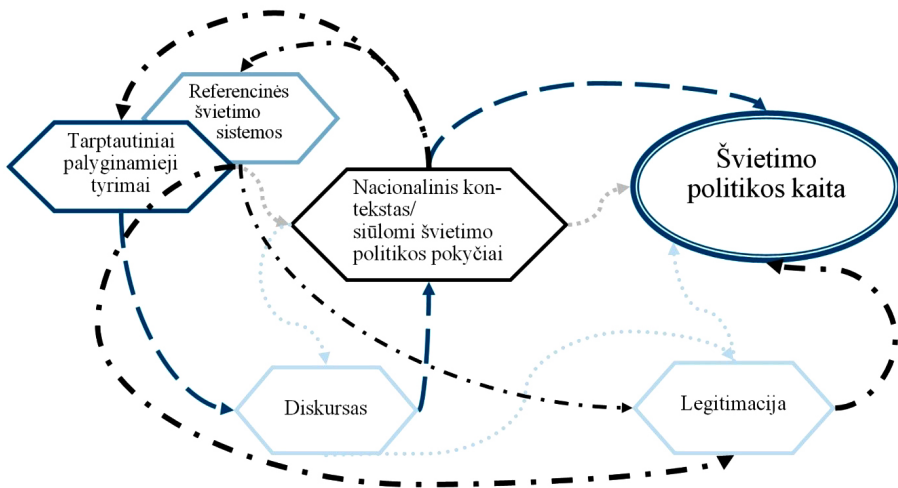 Referencinės
švietimo
sistemos
Tarptautiniai
palyginamieji
tyrimai
Nacionalinis kon-
tekstas/
siūlomi švietimo
politikos pokyčiai
Švietimo
politikos kaita
Diskursas
Legitimacija